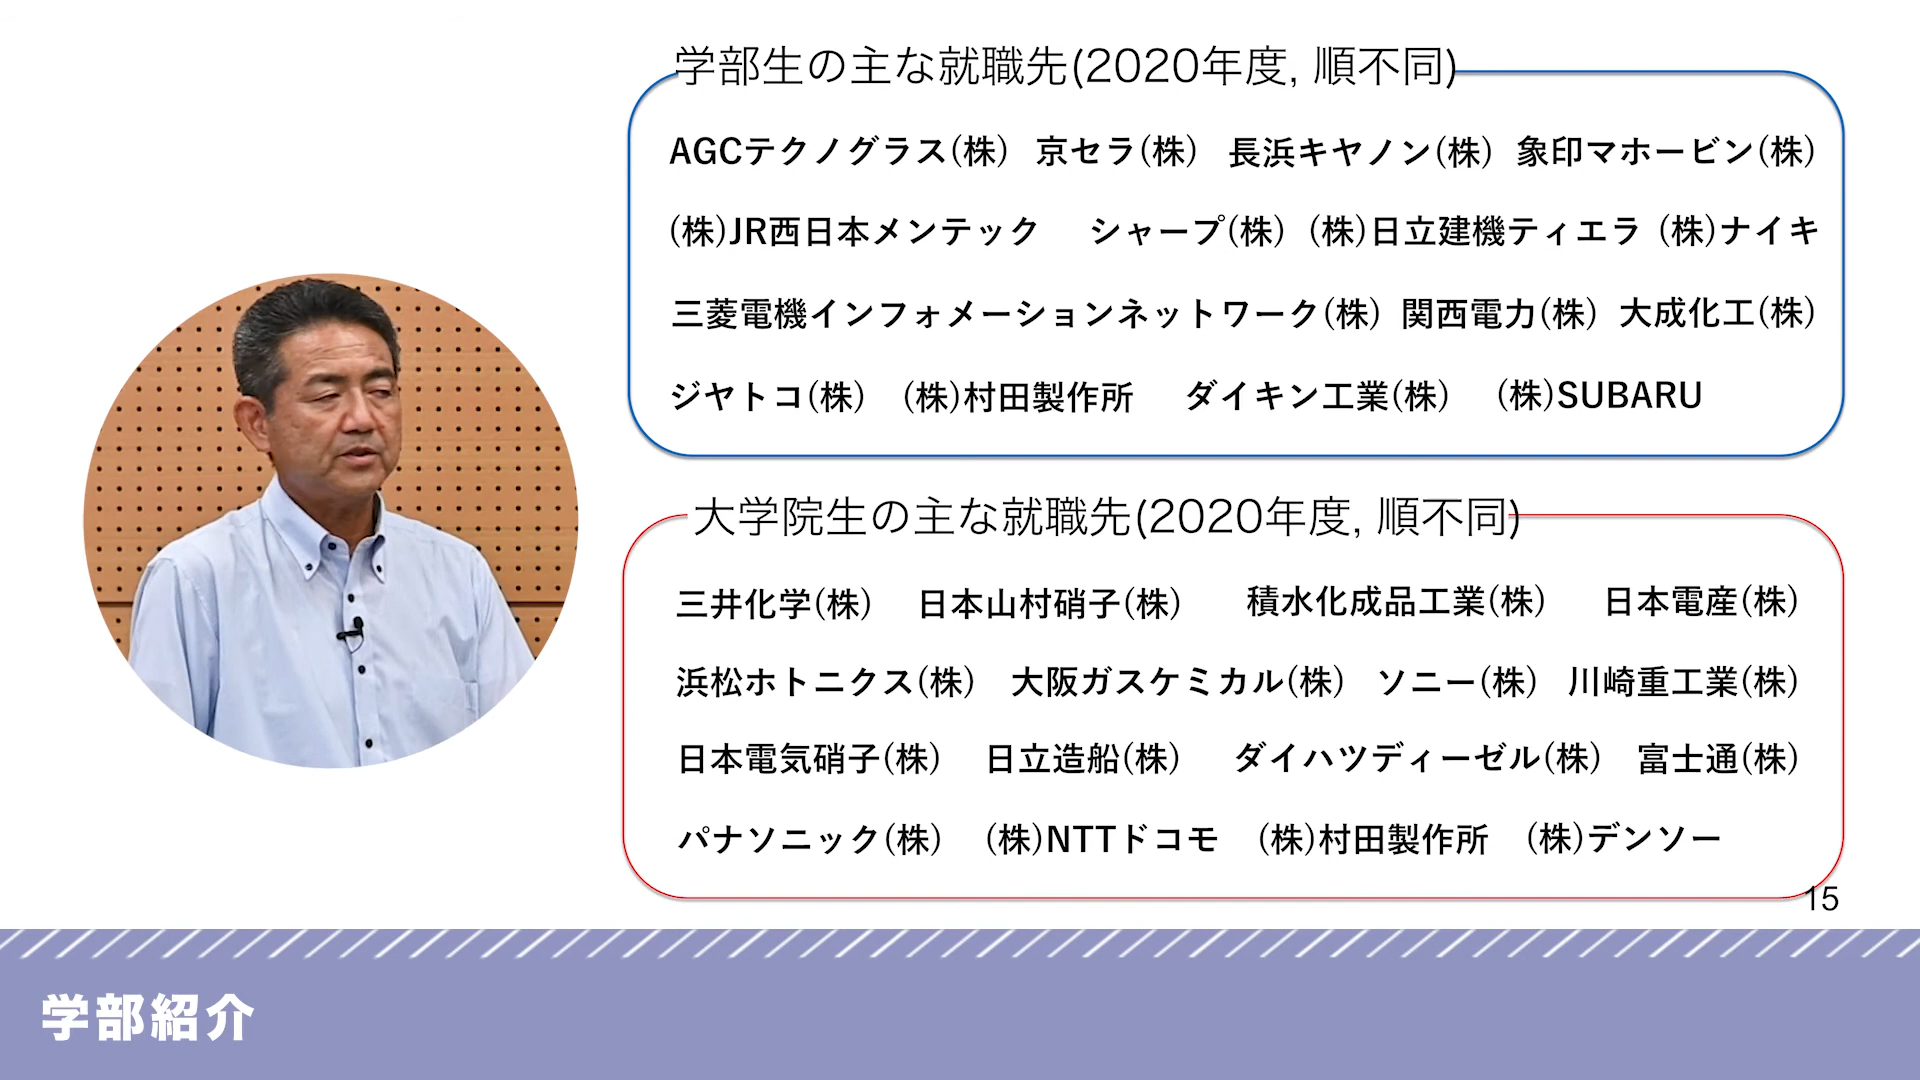 学部生の主な就職先(2020年度, 順不同)
AGCテクノグラス(株) 京セラ(株) 長浜キヤノン(株) 象印マホービン(株)
(株)JR西日本メンテック シャープ(株) (株)日立建機ティエラ (株)ナイキ
三菱電機インフォメーションネットワーク(株) 関西電力(株) 大成化工(株)
ジヤトコ(株) (株)村田製作所 ダイキン工業(株) (株)SUBARU
大学院生の主な就職先(2020年度, 順不同)
三井化学(株) 日本山村硝子(株) 積水化成品工業(株) 日本電産(株)
浜松ホトニクス(株) 大阪ガスケミカル(株) ソニー(株) 川崎重工業(株)
日本電気硝子(株) 日立造船(株) ダイハツディーゼル(株) 富士通(株)
パナソニック(株) (株)NTTドコモ (株)村田製作所 (株)デンソー
15
学部紹介